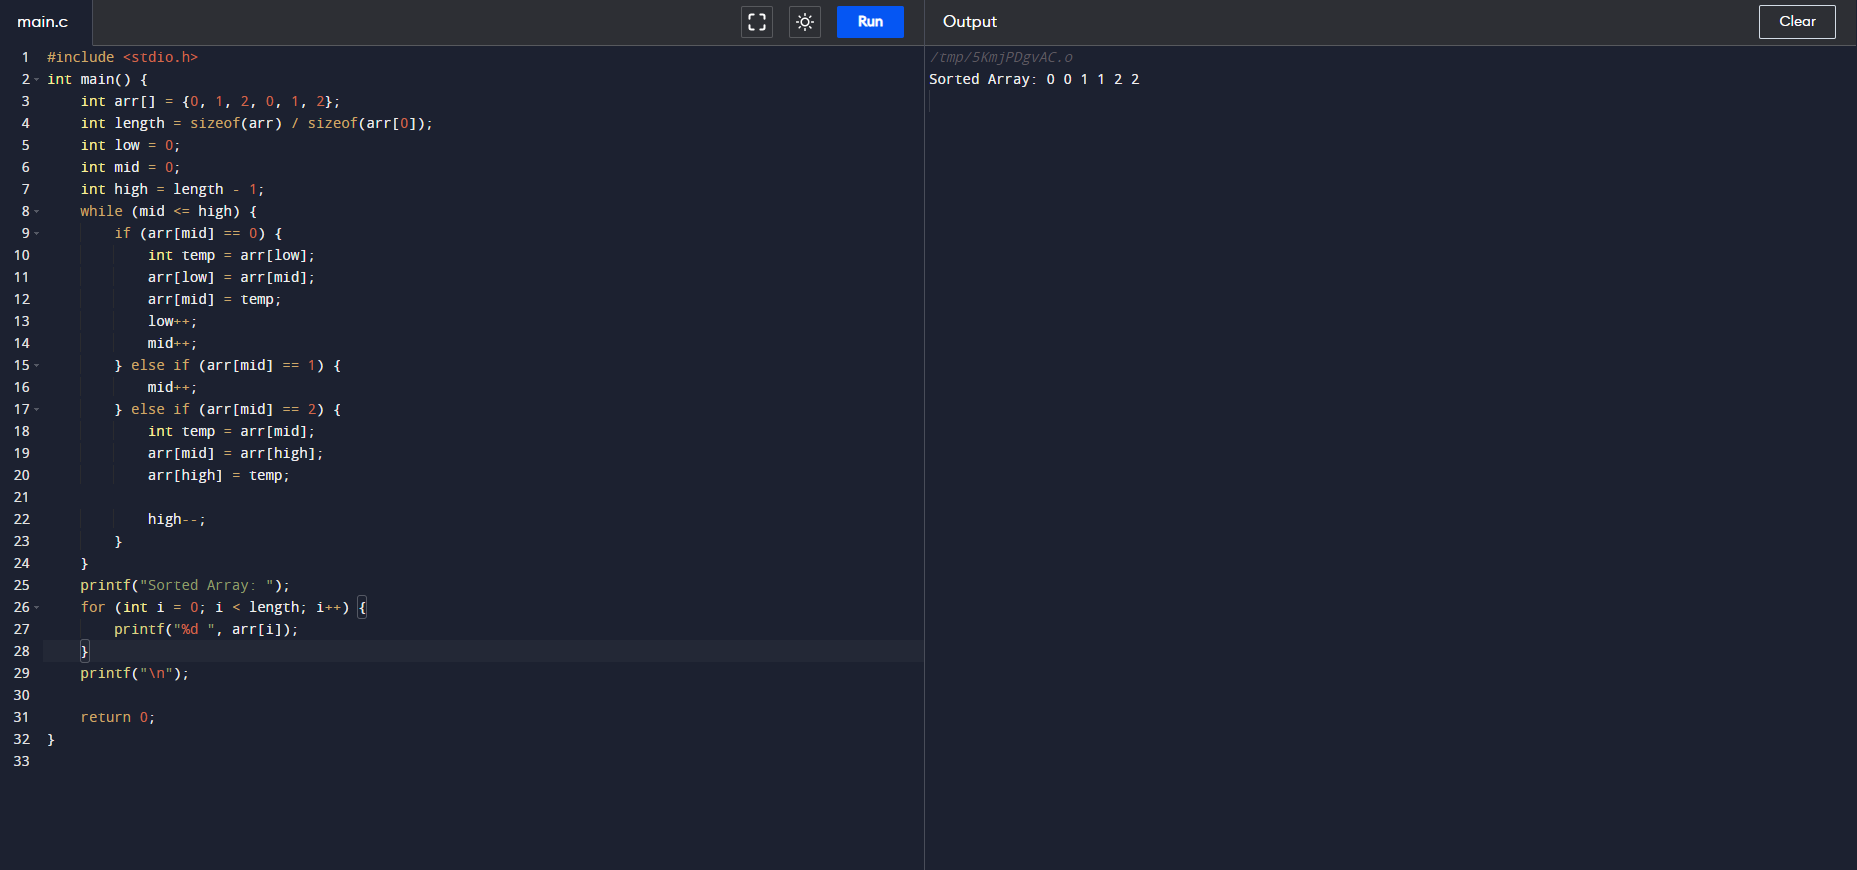 main.c
Run
Output
Clear
1 #include <stdio.h>
2 int main() {
3     int arr[] = {0, 1, 2, 0, 1, 2};
4     int length = sizeof(arr) / sizeof(arr[0]);
5     int low = 0;
6     int mid = 0;
7     int high = length - 1;
8     while (mid <= high) {
9         if (arr[mid] == 0) {
10             int temp = arr[low];
11             arr[low] = arr[mid];
12             arr[mid] = temp;
13             low++;
14             mid++;
15         } else if (arr[mid] == 1) {
16             mid++;
17         } else if (arr[mid] == 2) {
18             int temp = arr[mid];
19             arr[mid] = arr[high];
20             arr[high] = temp;
21
22             high--;
23         }
24     }
25     printf("Sorted Array: ");
26     for (int i = 0; i < length; i++) {
27         printf("%d ", arr[i]);
28     }
29     printf("\n");
30
31     return 0;
32 }
33
/tmp/5KmjPDgvAC.o
Sorted Array: 0 0 1 1 2 2